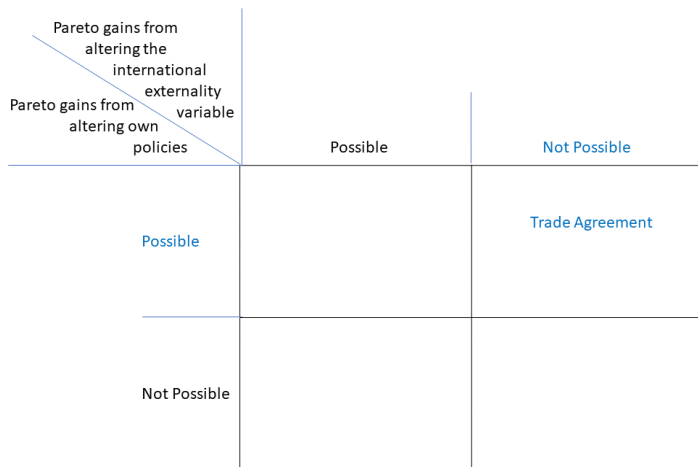 Pareto gains from
altering the
international
externality
variable
Pareto gains from
altering own
policies
Possible
Not Possible
Possible
Trade Agreement
Not Possible